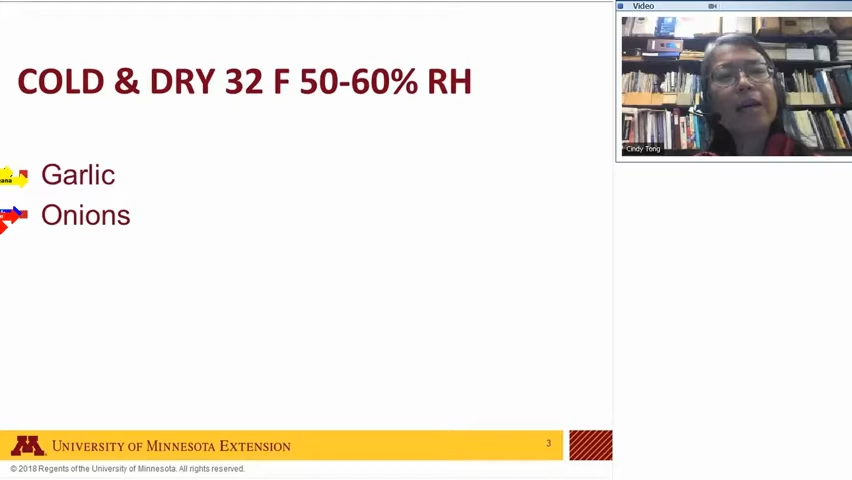 Video
COLD & DRY 32 F 50-60% RH
Cindy Tong
Garlic
Onions
UNIVERSITY OF MINNESOTA EXTENSION
3
© 2018 Regents of the University of Minnesota. All rights reserved.